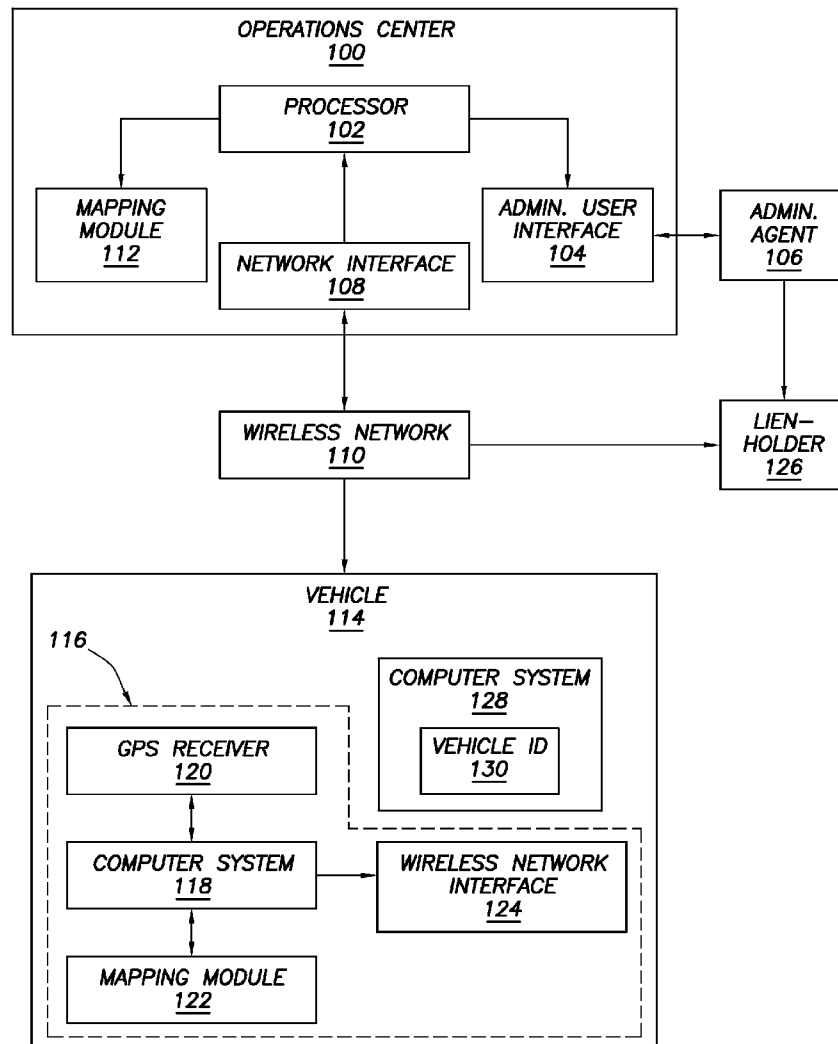 OPERATIONS CENTER
100
PROCESSOR
102
MAPPING
MODULE
112
NETWORK INTERFACE
108
ADMIN. USER
INTERFACE
104
ADMIN.
AGENT
106
WIRELESS NETWORK
110
LIEN-
HOLDER
126
VEHICLE
114
116
COMPUTER SYSTEM
128
VEHICLE ID
130
GPS RECEIVER
120
COMPUTER SYSTEM
118
WIRELESS NETWORK
INTERFACE
124
MAPPING MODULE
122